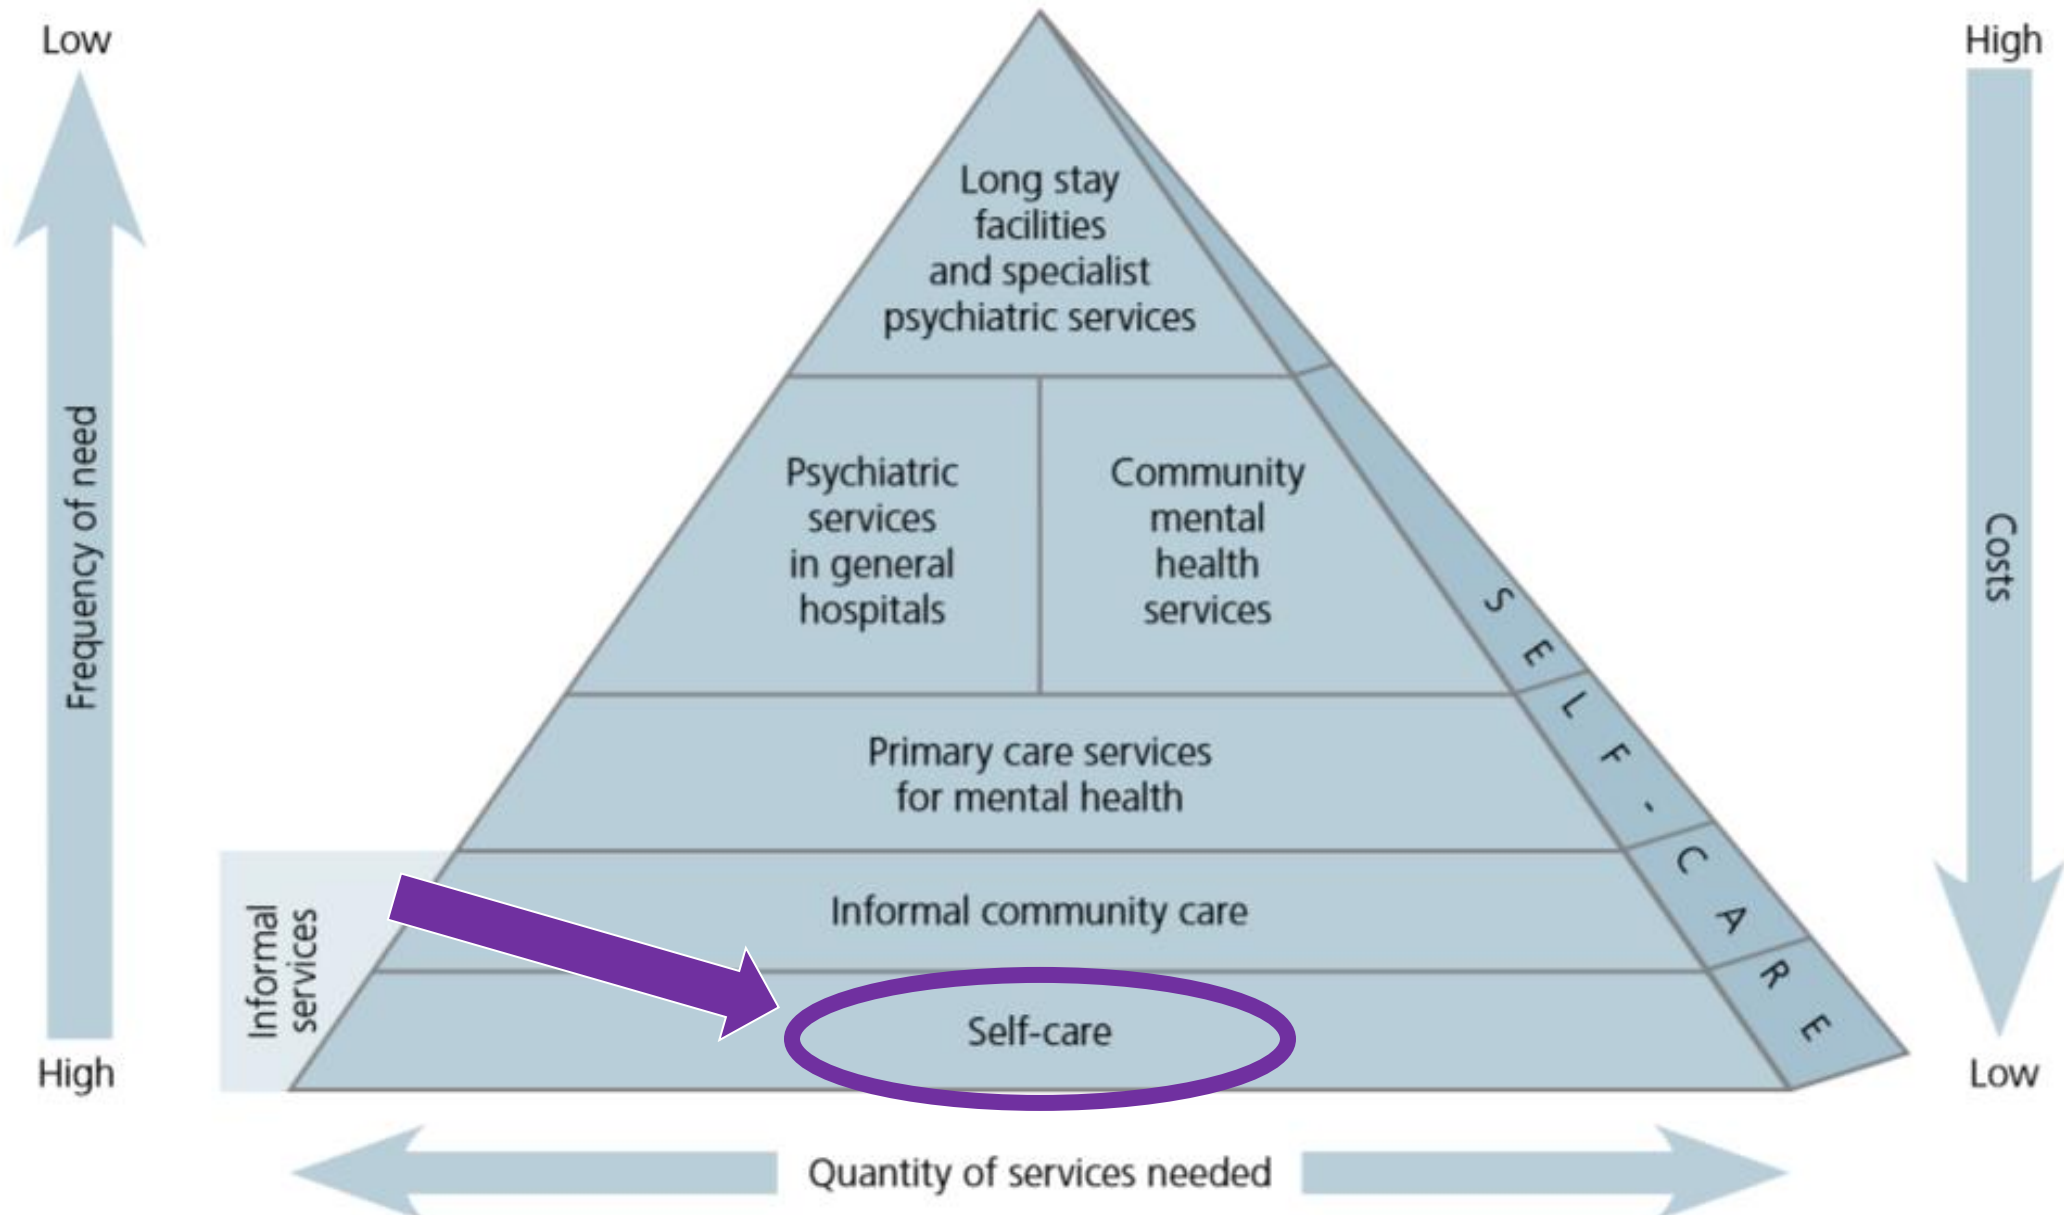 Low
High
Long stay
facilities
and specialist
psychiatric services
Frequency of need
Psychiatric
services
in general
hospitals
Community
mental
health
services
Costs
SELF-CARE
Primary care services
for mental health
Informal
services
Informal community care
Self-care
High
Low
Quantity of services needed